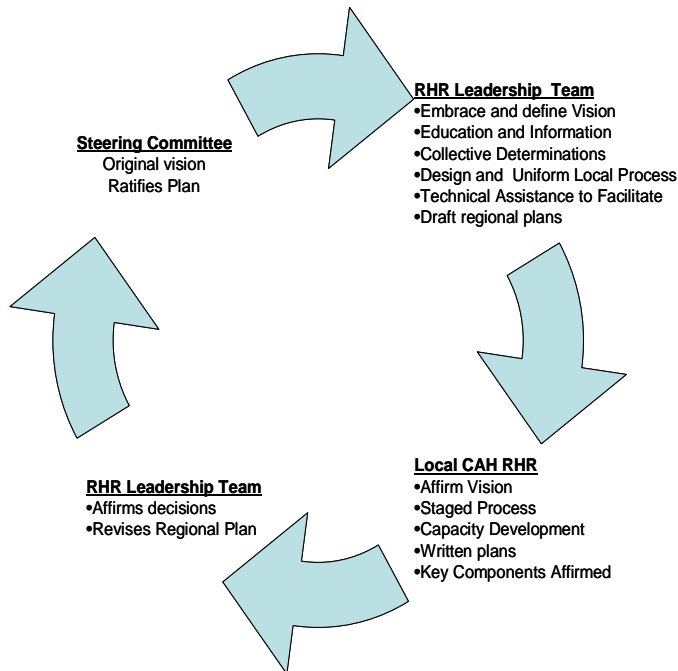 Steering Committee
Original vision
Ratifies Plan
RHR Leadership Team
•Embrace and define Vision
•Education and Information
•Collective Determinations
•Design and Uniform Local Process
•Technical Assistance to Facilitate
•Draft regional plans
Local CAH RHR
•Affirm Vision
•Staged Process
•Capacity Development
•Written plans
•Key Components Affirmed
RHR Leadership Team
•Affirms decisions
•Revises Regional Plan